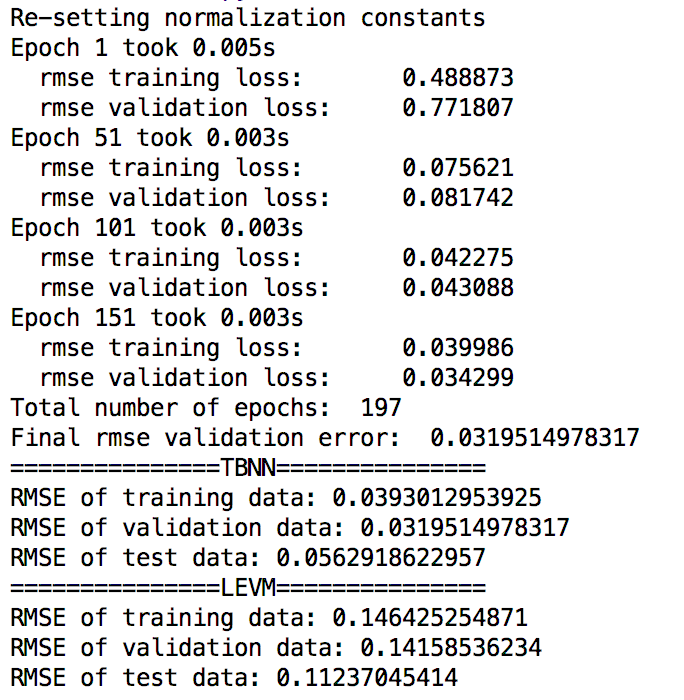 Re-setting normalization constants
Epoch 1 took 0.005s
rmse training loss: 0.488873
rmse validation loss: 0.771807
Epoch 51 took 0.003s
rmse training loss: 0.075621
rmse validation loss: 0.081742
Epoch 101 took 0.003s
rmse training loss: 0.042275
rmse validation loss: 0.043088
Epoch 151 took 0.003s
rmse training loss: 0.039986
rmse validation loss: 0.034299
Total number of epochs: 197
Final rmse validation error: 0.0319514978317
===============TBNN===============
RMSE of training data: 0.0393012953925
RMSE of validation data: 0.0319514978317
RMSE of test data: 0.0562918622957
===============LEVM===============
RMSE of training data: 0.146425254871
RMSE of validation data: 0.14158536234
RMSE of test data: 0.11237045414